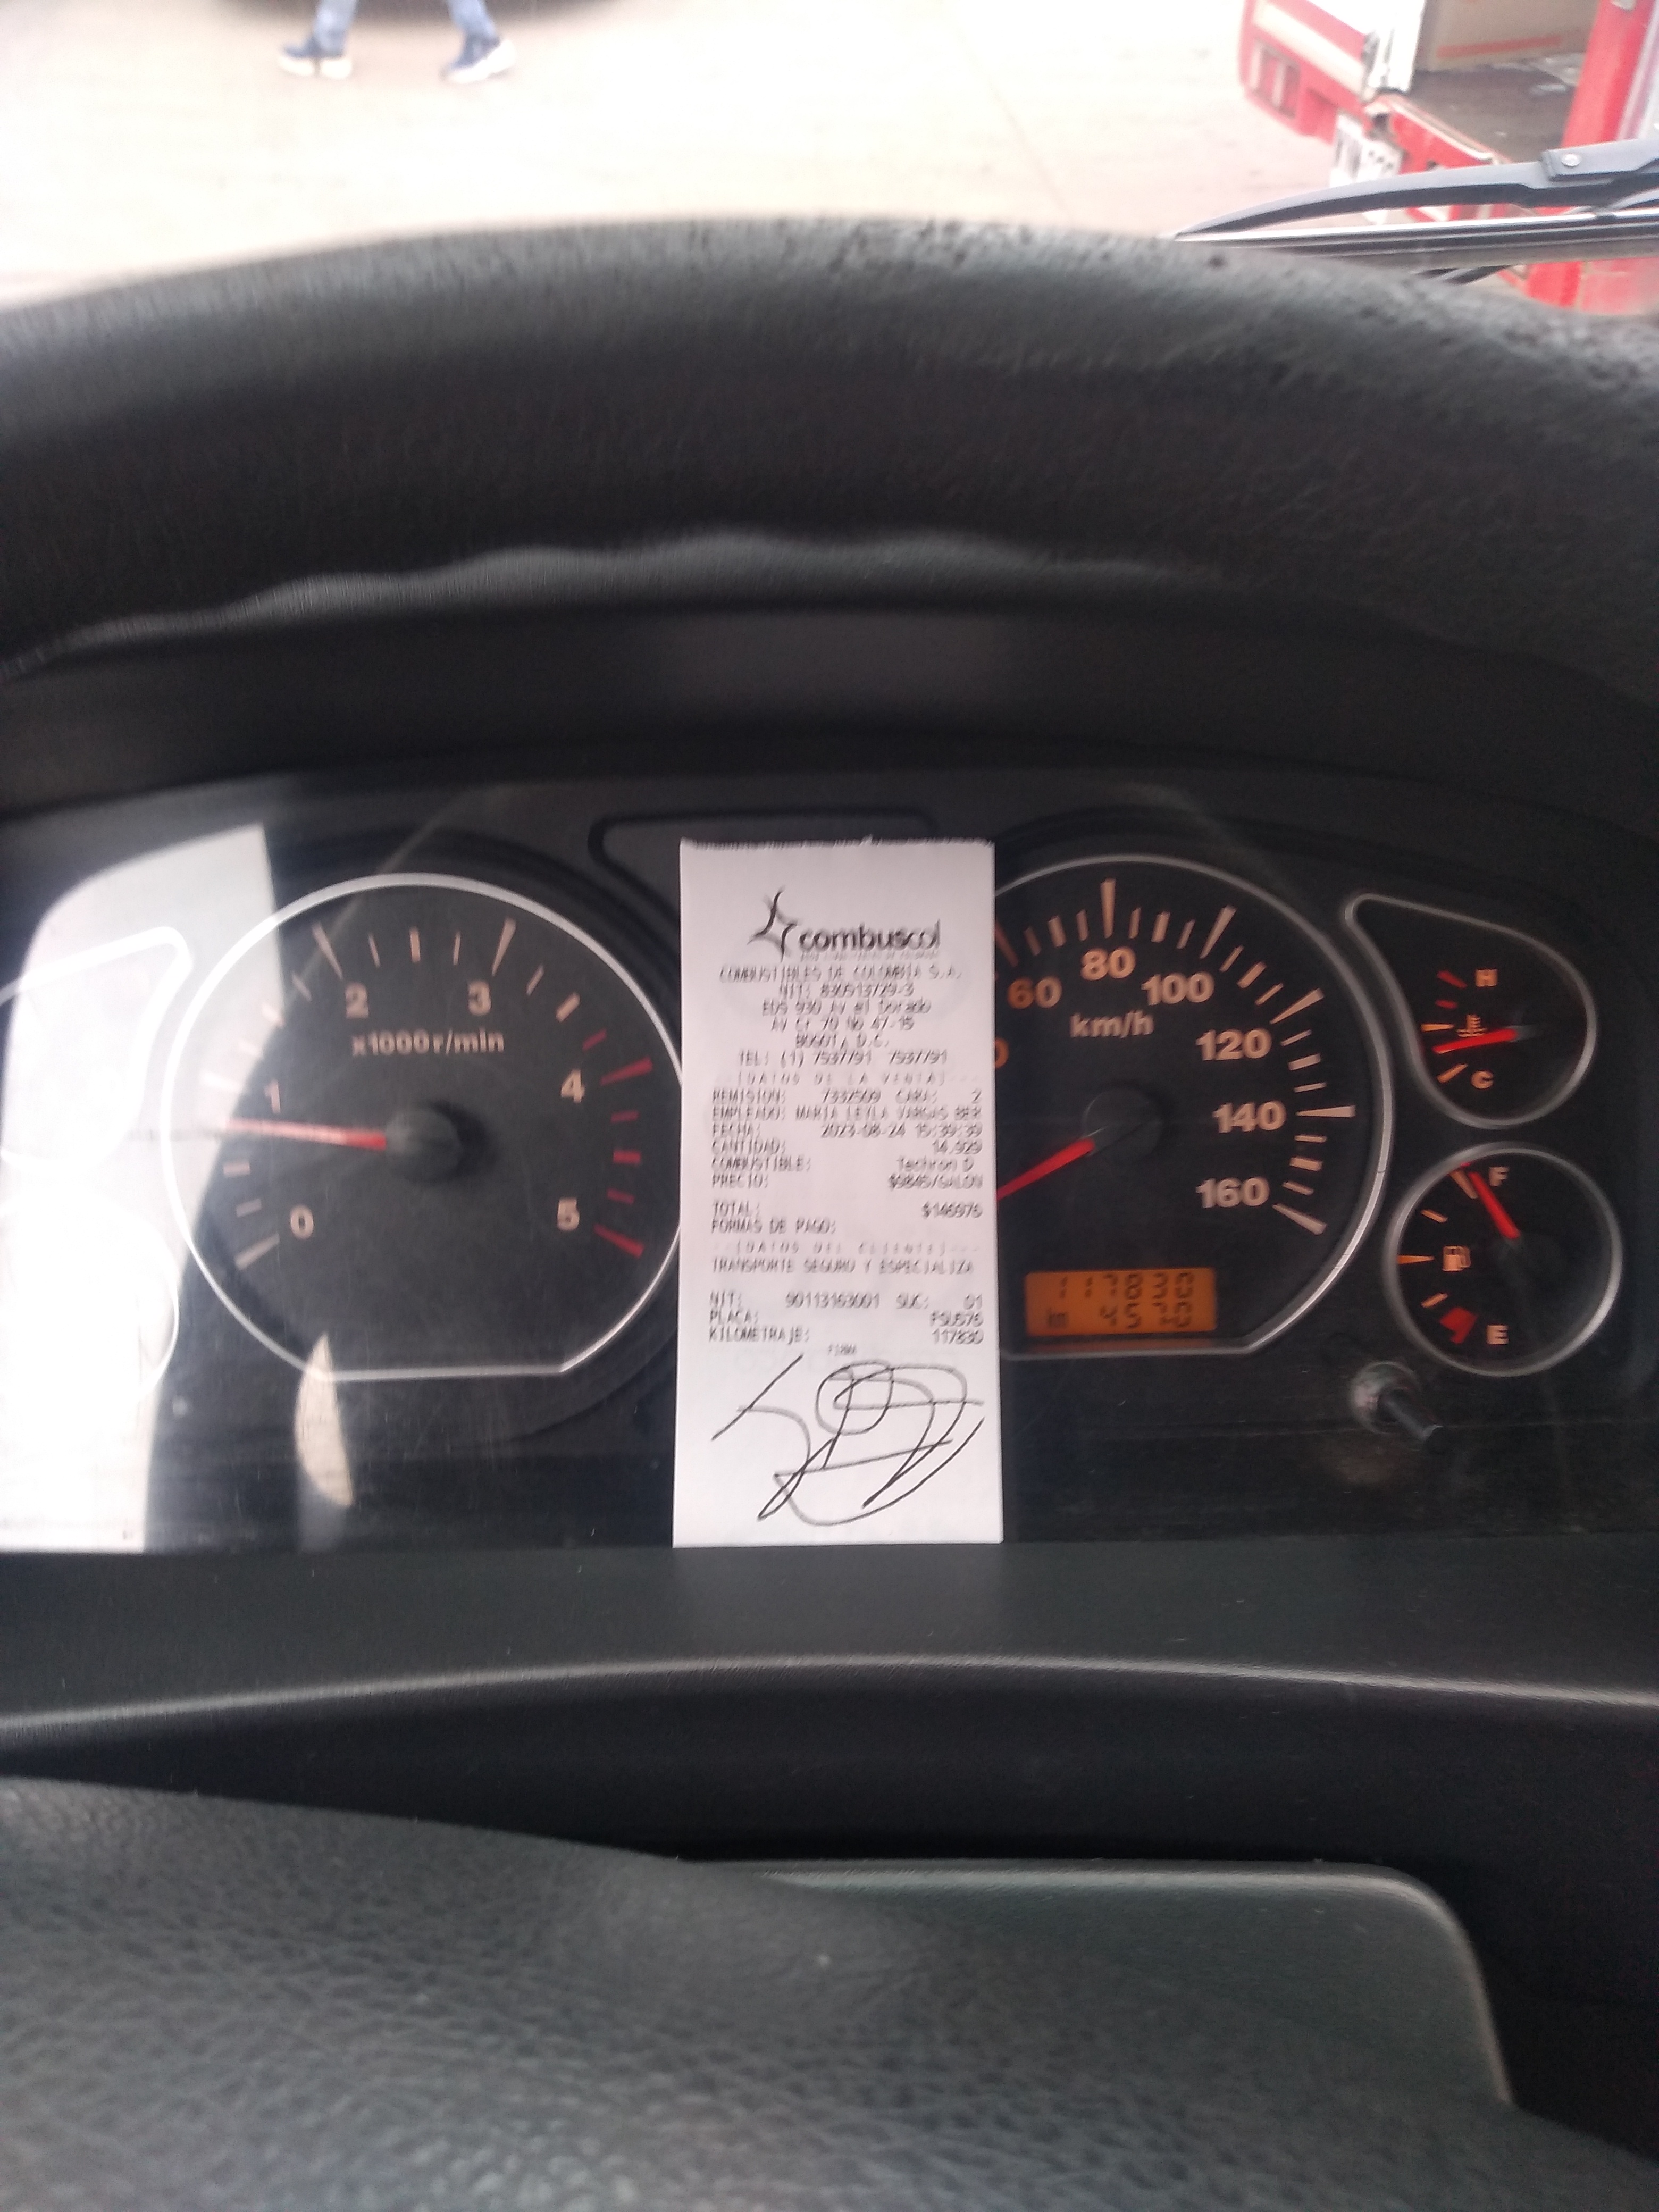 combuscol
COMBUSTIBLES DE COLOMBIA S.A.
NIT: 830513729-3
EDS 930 Av el Dorado
AV Cr 70 No 47-15
BOGOTA D.C.
TEL: (1) 7537791 7537791
[DATOS DE LA VENTA]---
REMISION: 7332509 CARA: 2
EMPLEADO: MARIA LEYLA VARGAS BER
FECHA: 2023-08-24 15:39:39
CANTIDAD: 14.929
COMBUSTIBLE: Techron D
PRECIO: $9845/GALON
TOTAL: $146976
FORMAS DE PAGO:
[DATOS DEL CLIENTE]---
TRANSPORTE SEGURO Y ESPECIALIZA
NIT: 90113163001 SUC: 01
PLACA:
KILOMETRAJE: 117830
FIRMA
0
1
2
3
4
5
x1000r/min
60
80
100
120
140
160
km/h
117830
km
H
C
F
E